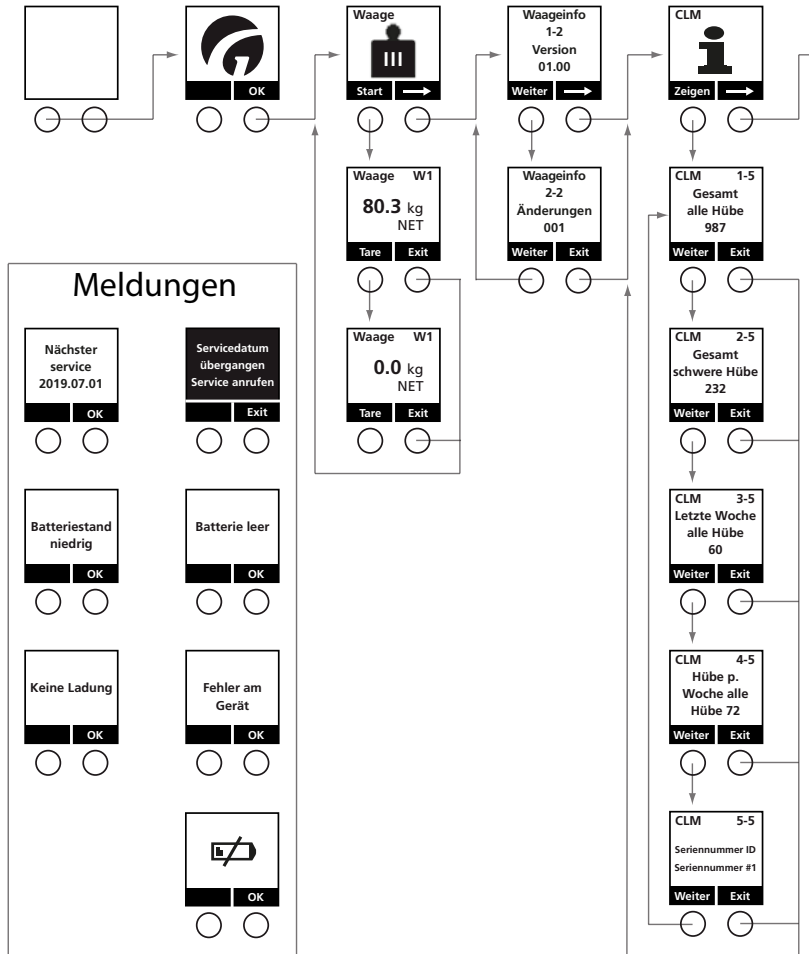 OK
Waage
Start
Waageinfo
1-2
Version
01.00
Weiter
CLM
Zeigen
Waage W1
80.3 kg
NET
Tare Exit
Waage W1
0.0 kg
NET
Tare Exit
Waageinfo
2-2
Änderungen
001
Weiter Exit
CLM 1-5
Gesamt
alle Hübe
987
Weiter Exit
CLM 2-5
Gesamt
schwere Hübe
232
Weiter Exit
CLM 3-5
Letzte Woche
alle Hübe
60
Weiter Exit
CLM 4-5
Hübe p.
Woche alle
Hübe 72
Weiter Exit
CLM 5-5
Seriennummer ID
Seriennummer #1
Weiter Exit
Meldungen
Nächster
service
2019.07.01
OK
Servicedatum
übergangen
Service anrufen
Exit
Batteriestand
niedrig
OK
Batterie leer
OK
Keine Ladung
OK
Fehler am
Gerät
OK
OK